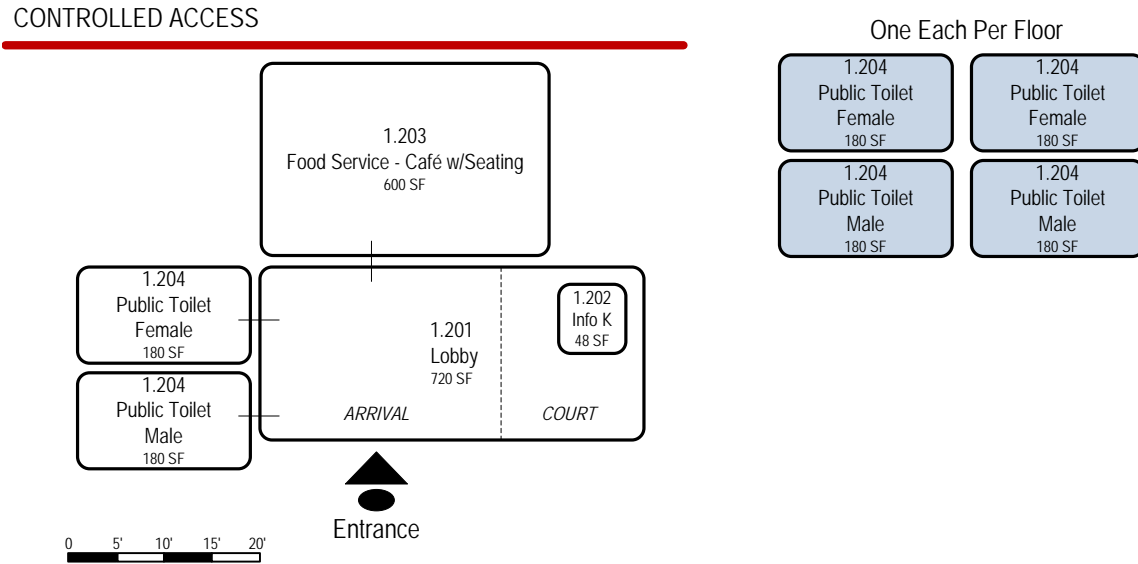 CONTROLLED ACCESS
One Each Per Floor
1.204
Public Toilet
Female
180 SF
1.204
Public Toilet
Female
180 SF
1.204
Public Toilet
Male
180 SF
1.204
Public Toilet
Male
180 SF
1.203
Food Service - Café w/Seating
600 SF
1.204
Public Toilet
Female
180 SF
1.204
Public Toilet
Male
180 SF
1.201
Lobby
720 SF
ARRIVAL
1.202
Info K
48 SF
COURT
Entrance
0 5' 10' 15' 20'